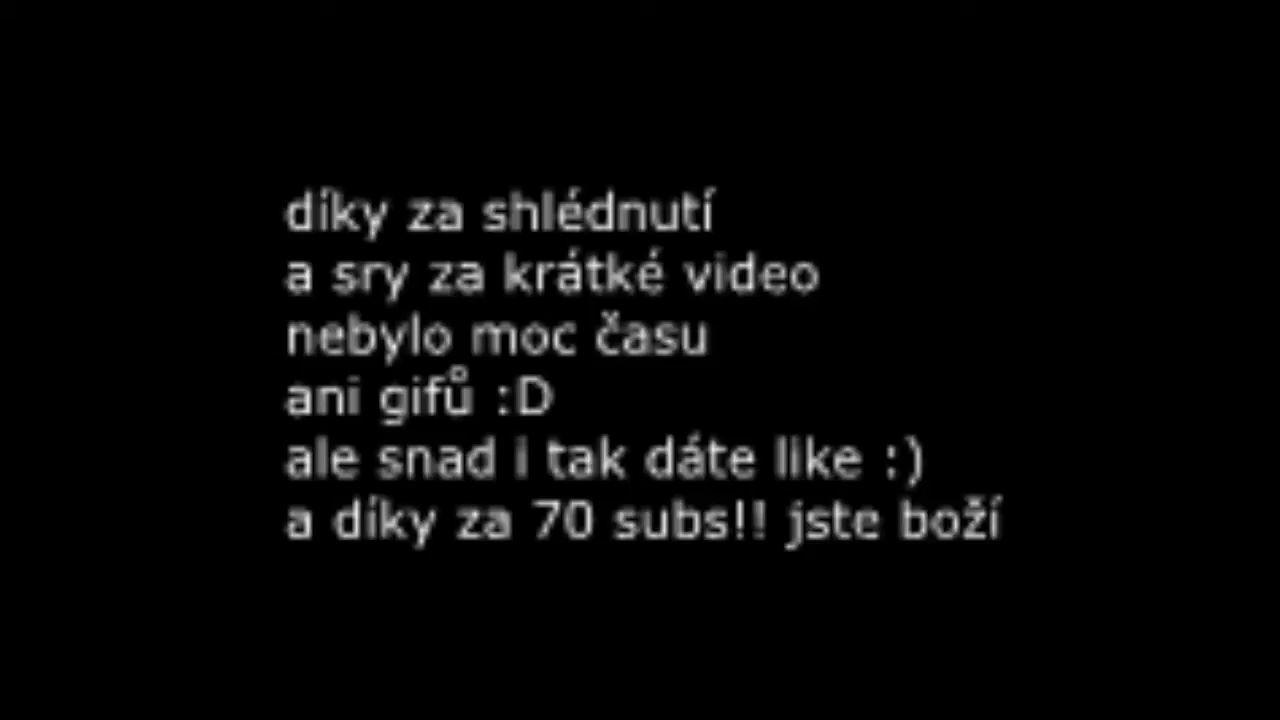 díky za shlédnutí
a sry za krátké video
nebylo moc času
ani gifů :D
ale snad i tak dáte like :)
a díky za 70 subs!! jste boží